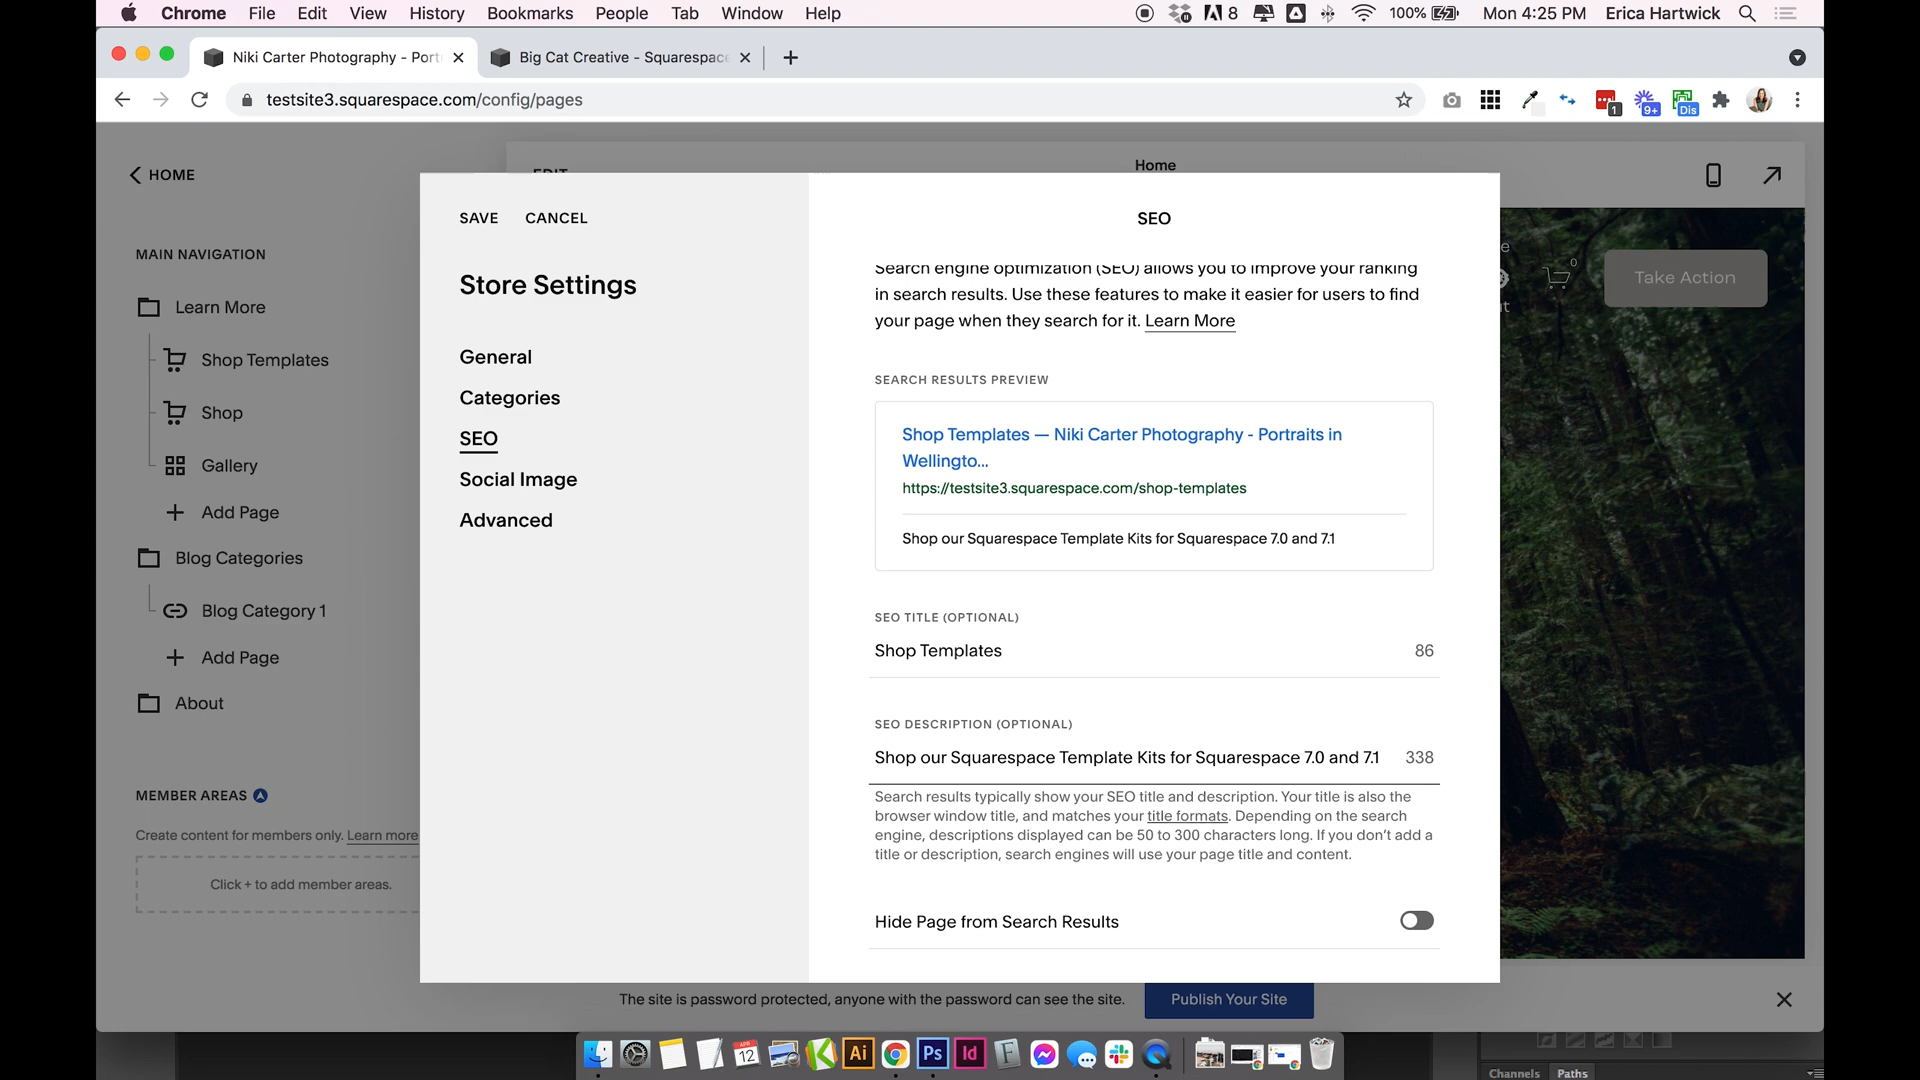 Chrome File Edit View History Bookmarks People Tab Window Help
8 100% Mon 4:25 PM Erica Hartwick
Niki Carter Photography - Port
Big Cat Creative - Squarespace
testsite3.squarespace.com/config/pages
1 9+ Dis
HOME
EDIT
Home
MAIN NAVIGATION
Learn More
Shop Templates
Shop
Gallery
Add Page
Blog Categories
Blog Category 1
Add Page
About
MEMBER AREAS
Create content for members only. Learn more
Click + to add member areas.
SAVE CANCEL
Store Settings
General
Categories
SEO
Social Image
Advanced
SEO
Search engine optimization (SEO) allows you to improve your ranking
in search results. Use these features to make it easier for users to find
your page when they search for it. Learn More
SEARCH RESULTS PREVIEW
Shop Templates — Niki Carter Photography - Portraits in
Wellingto...
https://testsite3.squarespace.com/shop-templates
Shop our Squarespace Template Kits for Squarespace 7.0 and 7.1
SEO TITLE (OPTIONAL)
Shop Templates 86
SEO DESCRIPTION (OPTIONAL)
Shop our Squarespace Template Kits for Squarespace 7.0 and 7.1 338
Search results typically show your SEO title and description. Your title is also the
browser window title, and matches your title formats. Depending on the search
engine, descriptions displayed can be 50 to 300 characters long. If you don't add a
title or description, search engines will use your page title and content.
Hide Page from Search Results
0
Take Action
The site is password protected, anyone with the password can see the site.
Publish Your Site
APR
12
Ai
Ps
Id
Channels Paths